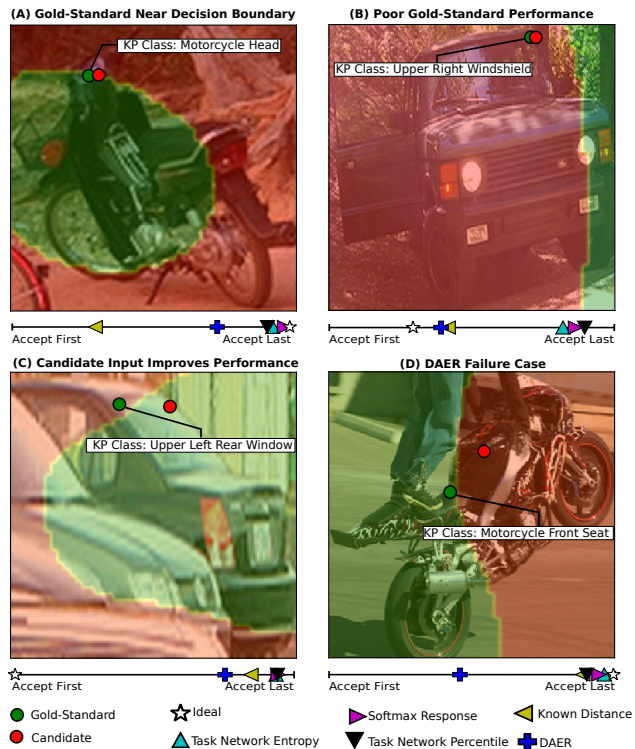 (A) Gold-Standard Near Decision Boundary
KP Class: Motorcycle Head
Accept First
Accept Last
(B) Poor Gold-Standard Performance
KP Class: Upper Right Windshield
Accept First
Accept Last
(C) Candidate Input Improves Performance
KP Class: Upper Left Rear Window
Accept First
Accept Last
(D) DAER Failure Case
KP Class: Motorcycle Front Seat
Accept First
Accept Last
Gold-Standard
Ideal
Softmax Response
Known Distance
Candidate
Task Network Entropy
Task Network Percentile
DAER